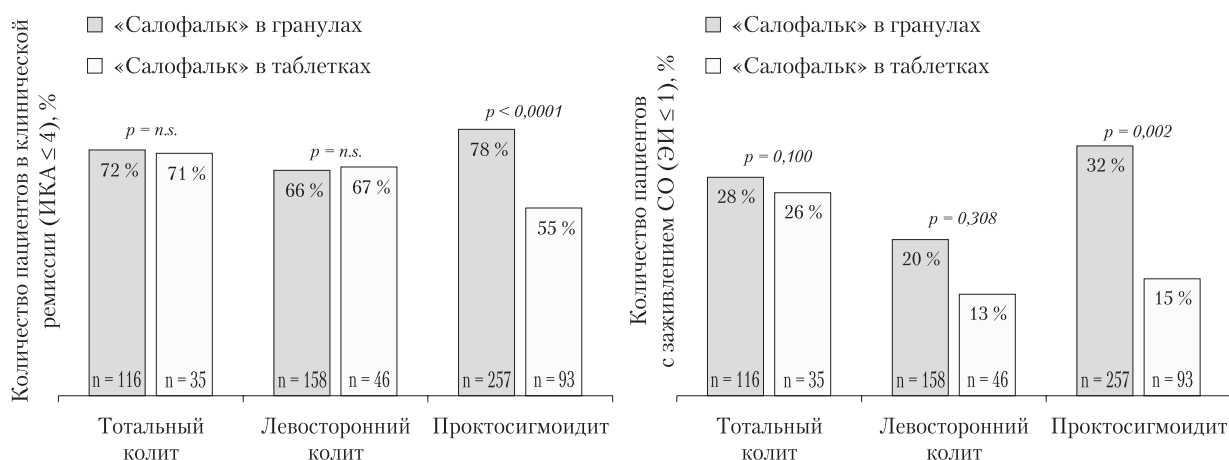 Количество пациентов в клинической
ремиссии (ИКА ≤ 4), %
«Салофальк» в гранулах
«Салофальк» в таблетках
p = n.s.
72 %
71 %
n = 116
n = 35
p = n.s.
66 %
67 %
n = 158
n = 46
p < 0,0001
78 %
55 %
n = 257
n = 93
Тотальный
колит
Левосторонний
колит
Проктосигмоидит
Количество пациентов
с заживлением СО (ЭИ ≤ 1), %
«Салофальк» в гранулах
«Салофальк» в таблетках
p = 0,100
28 %
26 %
n = 116
n = 35
p = 0,308
20 %
13 %
n = 158
n = 46
p = 0,002
32 %
15 %
n = 257
n = 93
Тотальный
колит
Левосторонний
колит
Проктосигмоидит